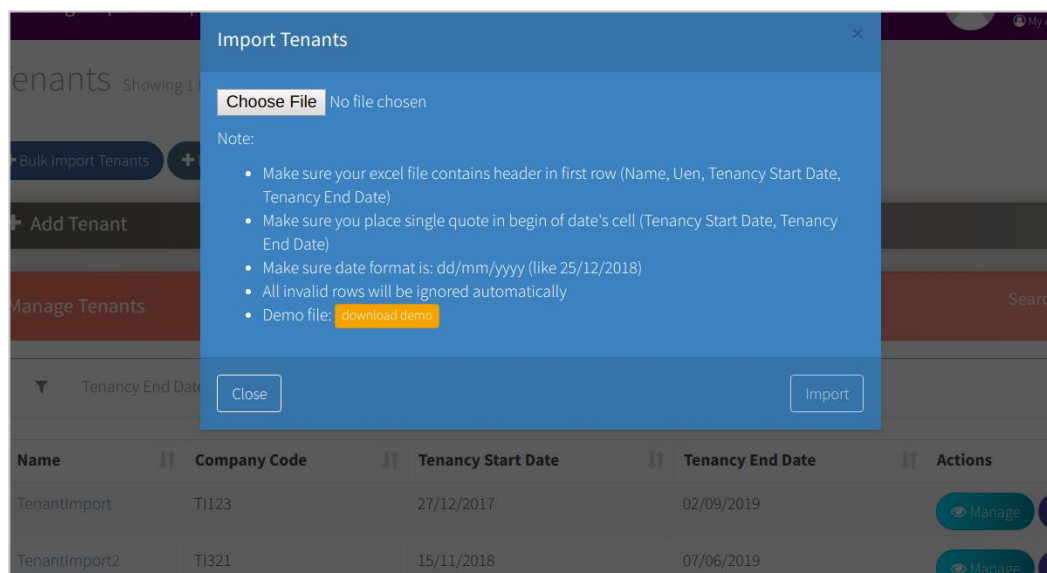 Import Tenants
×
My
enants Showing 1
Choose File No file chosen
Note:
Bulk Import Tenants
Make sure your excel file contains header in first row (Name, Uen, Tenancy Start Date,
Tenancy End Date)
Make sure you place single quote in begin of date's cell (Tenancy Start Date, Tenancy
End Date)
Add Tenant
Make sure date format is: dd/mm/yyyy (like 25/12/2018)
All invalid rows will be ignored automatically
Demo file: download demo
Manage Tenants
Searc
Tenancy End Date
Close
Import
Name Company Code Tenancy Start Date Tenancy End Date Actions
TenantImport TI123 27/12/2017 02/09/2019 Manage
TenantImport2 TI321 15/11/2018 07/06/2019 Manage